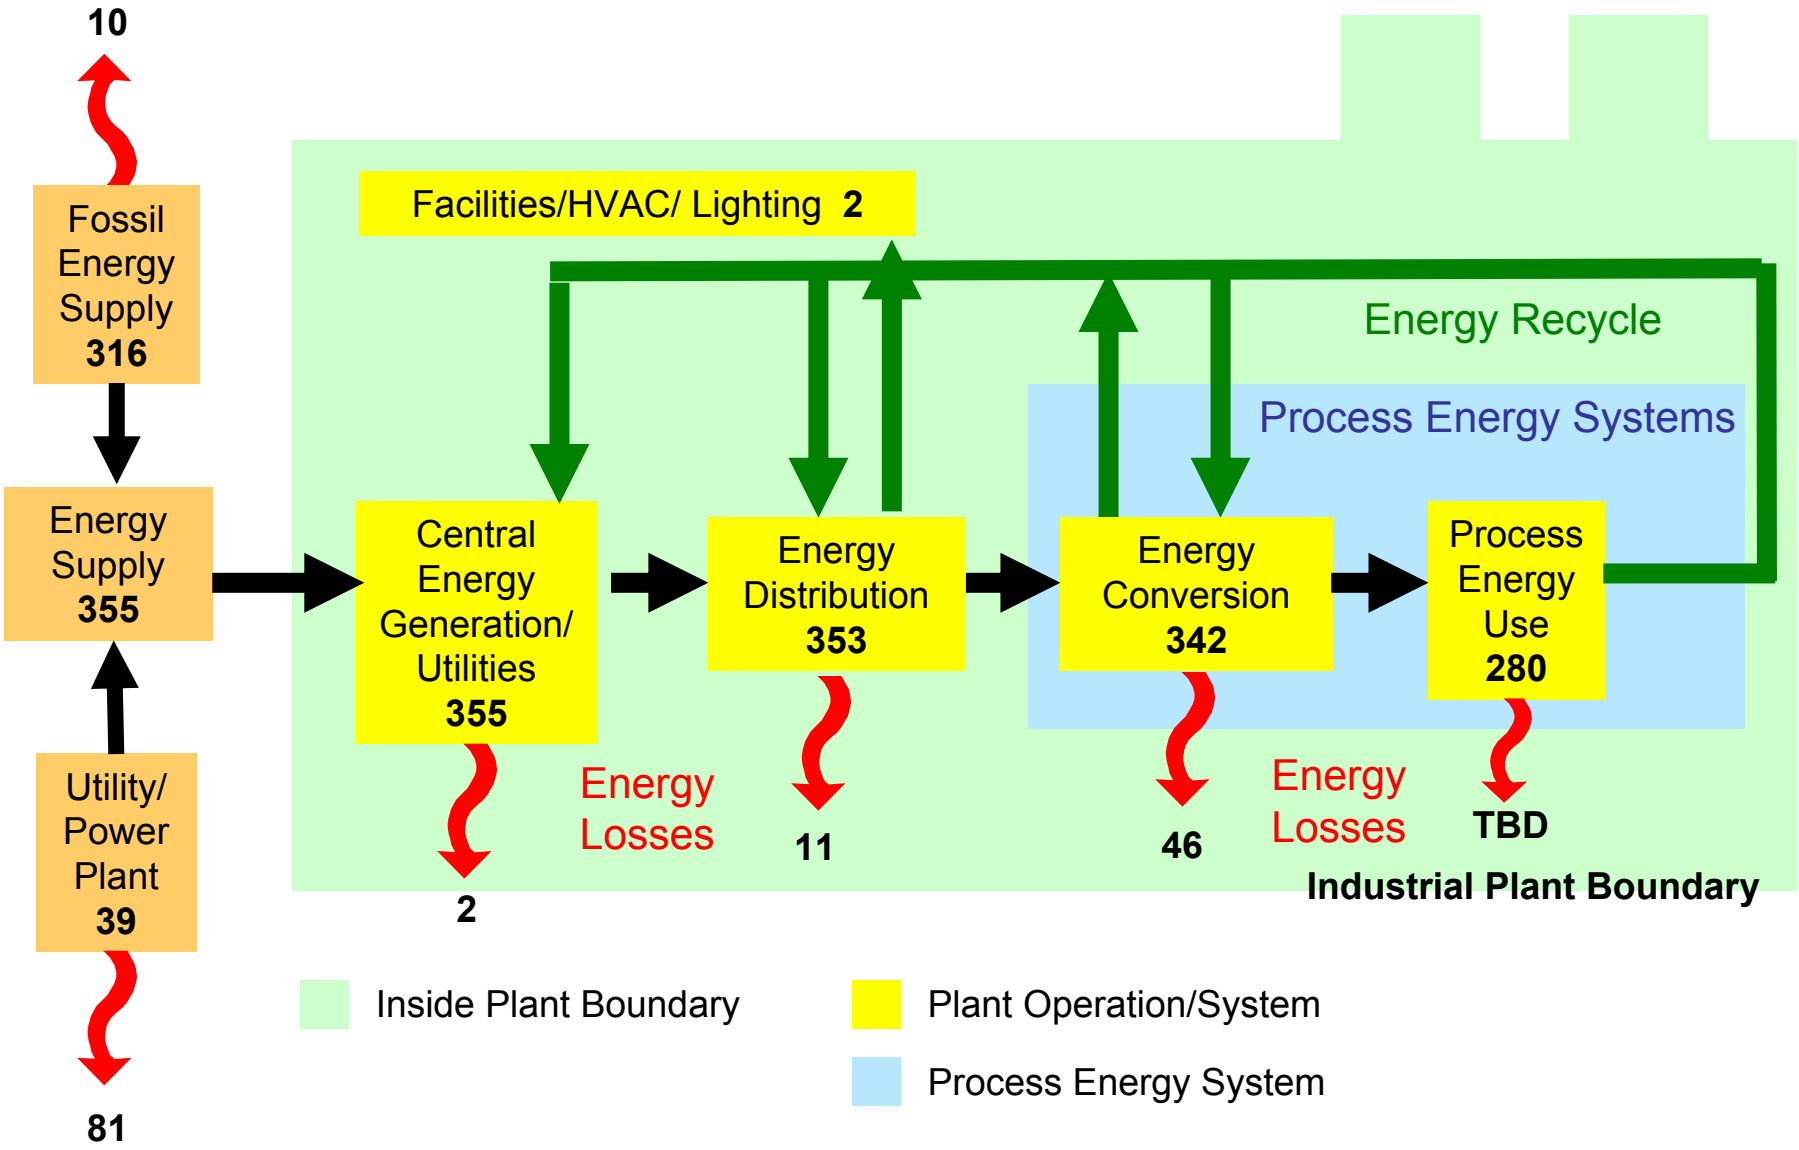 10
Fossil
Energy
Supply
316
Energy
Supply
355
Utility/
Power
Plant
39
81
Facilities/HVAC/ Lighting 2
Energy Recycle
Process Energy Systems
Central
Energy
Generation/
Utilities
355
Energy
Distribution
353
Energy
Conversion
342
Process
Energy
Use
280
Energy
Losses
2
11
46
Energy
Losses
TBD
Industrial Plant Boundary
Inside Plant Boundary
Plant Operation/System
Process Energy System